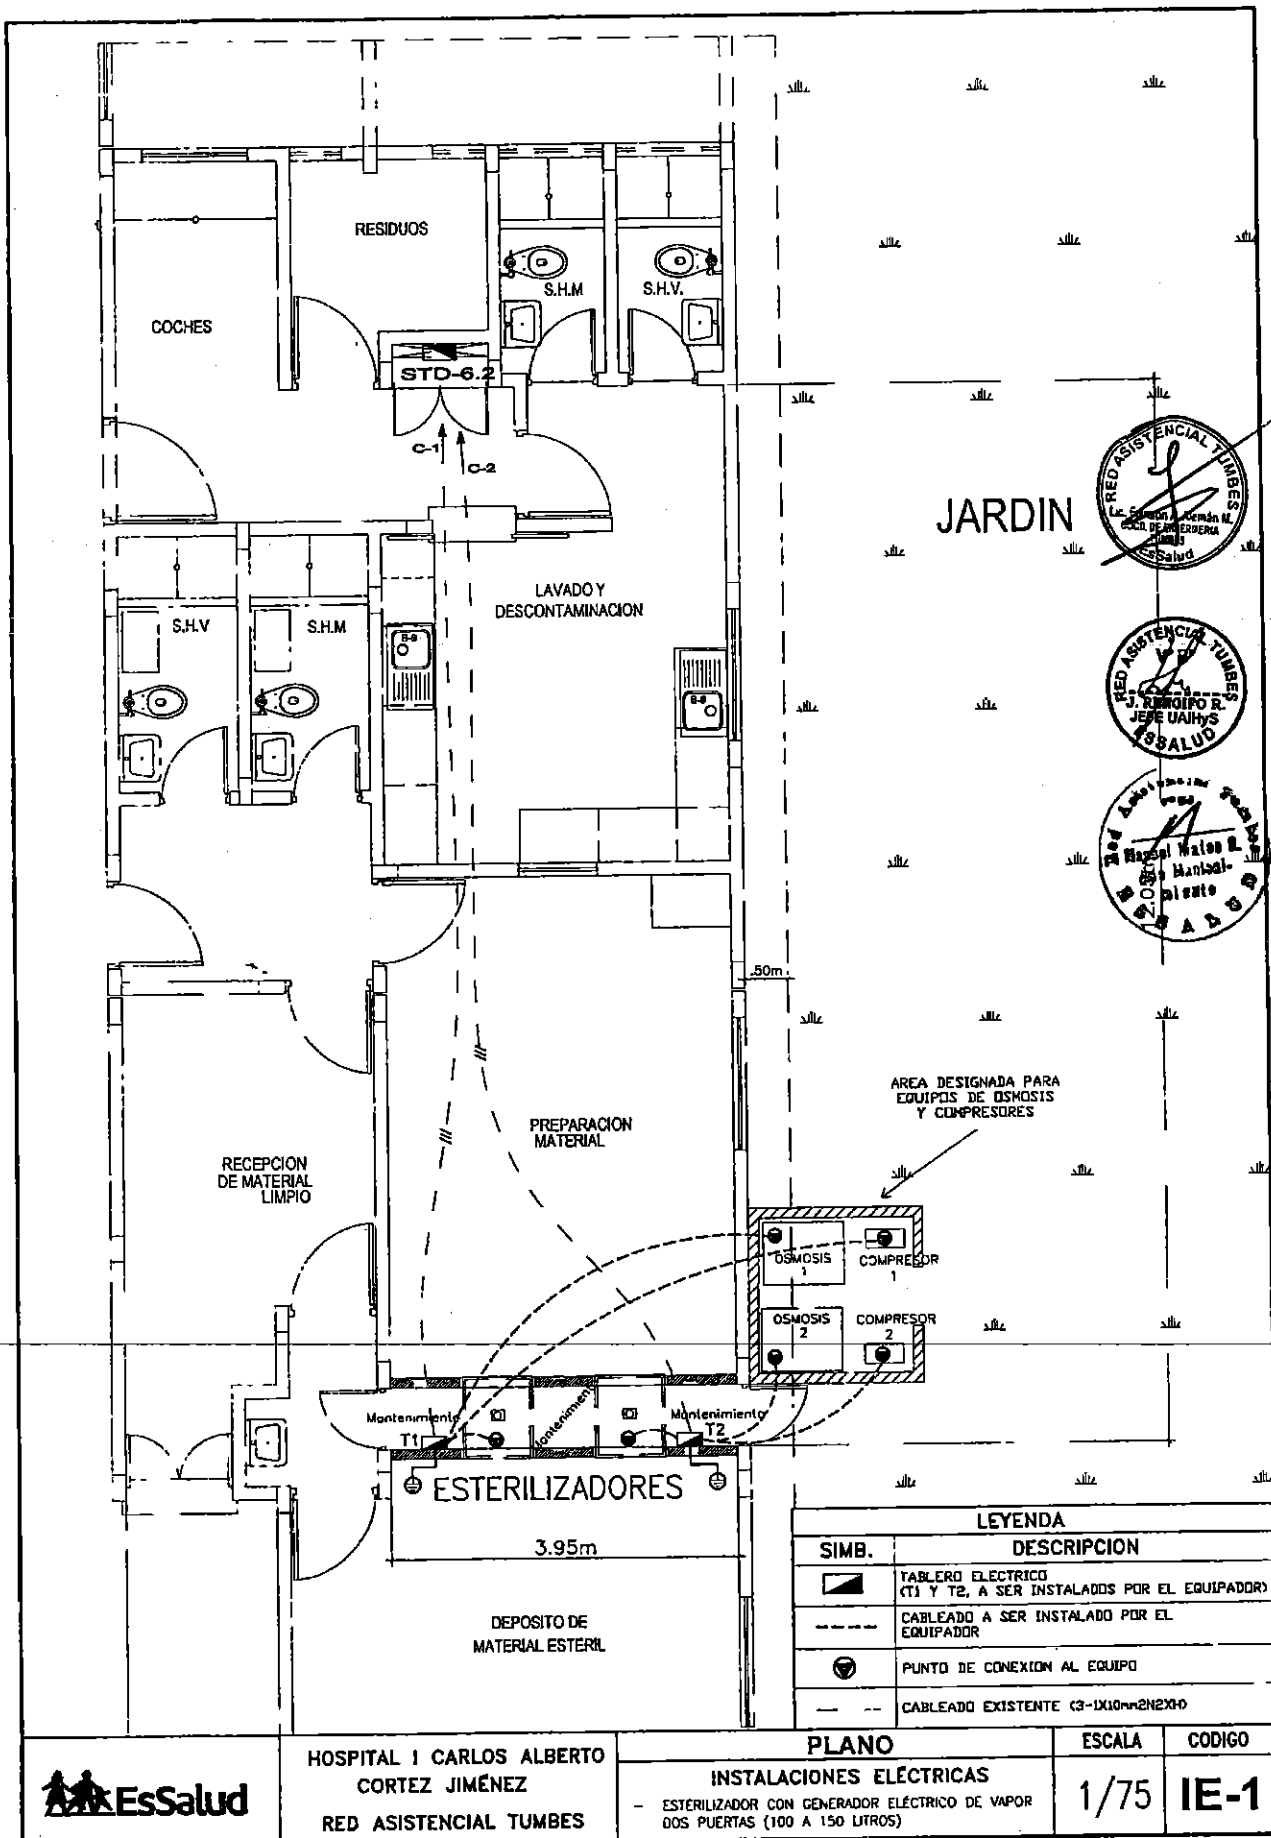 RESIDUOS
S.H.M
S.H.V.
COCHES
STD-6.2
C-1
C-2
JARDIN
RED ASISTENCIAL TUMBES
EsSalud
LAVADO Y
DESCONTAMINACION
S.H.V
S.H.M
B-9
B-8
RED ASISTENCIAL TUMBES
J. RENGIFO R.
JEFE UAIHyS
ESSALUD
.50m
AREA DESIGNADA PARA
EQUIPOS DE OSMOSIS
Y COMPRESORES
PREPARACION
MATERIAL
RECEPCION
DE MATERIAL
LIMPIO
OSMOSIS
1
COMPRESOR
1
OSMOSIS
2
COMPRESOR
2
Mantenimiento
Mantenimiento
Mantenimiento
T1
T2
ESTERILIZADORES
3.95m
DEPOSITO DE
MATERIAL ESTERIL
LEYENDA
SIMB. DESCRIPCION
TABLERO ELECTRICO
(T1 Y T2, A SER INSTALADOS POR EL EQUIPADOR)
CABLEADO A SER INSTALADO POR EL
EQUIPADOR
PUNTO DE CONEXION AL EQUIPO
CABLEADO EXISTENTE (3-1X10mm2N2XH)
EsSalud
HOSPITAL I CARLOS ALBERTO
CORTEZ JIMÉNEZ
RED ASISTENCIAL TUMBES
PLANO
INSTALACIONES ELÉCTRICAS
- ESTERILIZADOR CON GENERADOR ELÉCTRICO DE VAPOR
DOS PUERTAS (100 A 150 LITROS)
ESCALA
1/75
CODIGO
IE-1